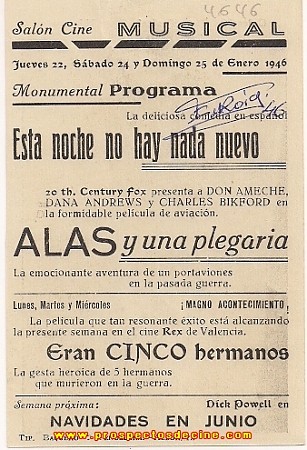 4646
Salón Cine MUSICAL
Jueves 22, Sábado 24 y Domingo 25 de Enero 1946
Monumental Programa
La deliciosa comedia en español
Esta noche no hay nada nuevo
20 th. Century fox presenta a DON AMECHE,
DANA ANDREWS y CHARLES BIKFORD en
la formidable película de aviación.
ALAS y una plegaria
La emocionante aventura de un portaviones
en la pasada guerra.
Lunes, Martes y Miércoles ¡MAGNO ACONTECIMIENTO!
La película que tan resonante éxito está alcanzando
la presente semana en el cine Rex de Valencia.
Eran CINCO hermanos
La gesta heroica de 5 hermanos
que murieron en la guerra.
Semana próxima: Dick Powell en
NAVIDADES EN JUNIO
Tip.
www.prospectosdecine.com